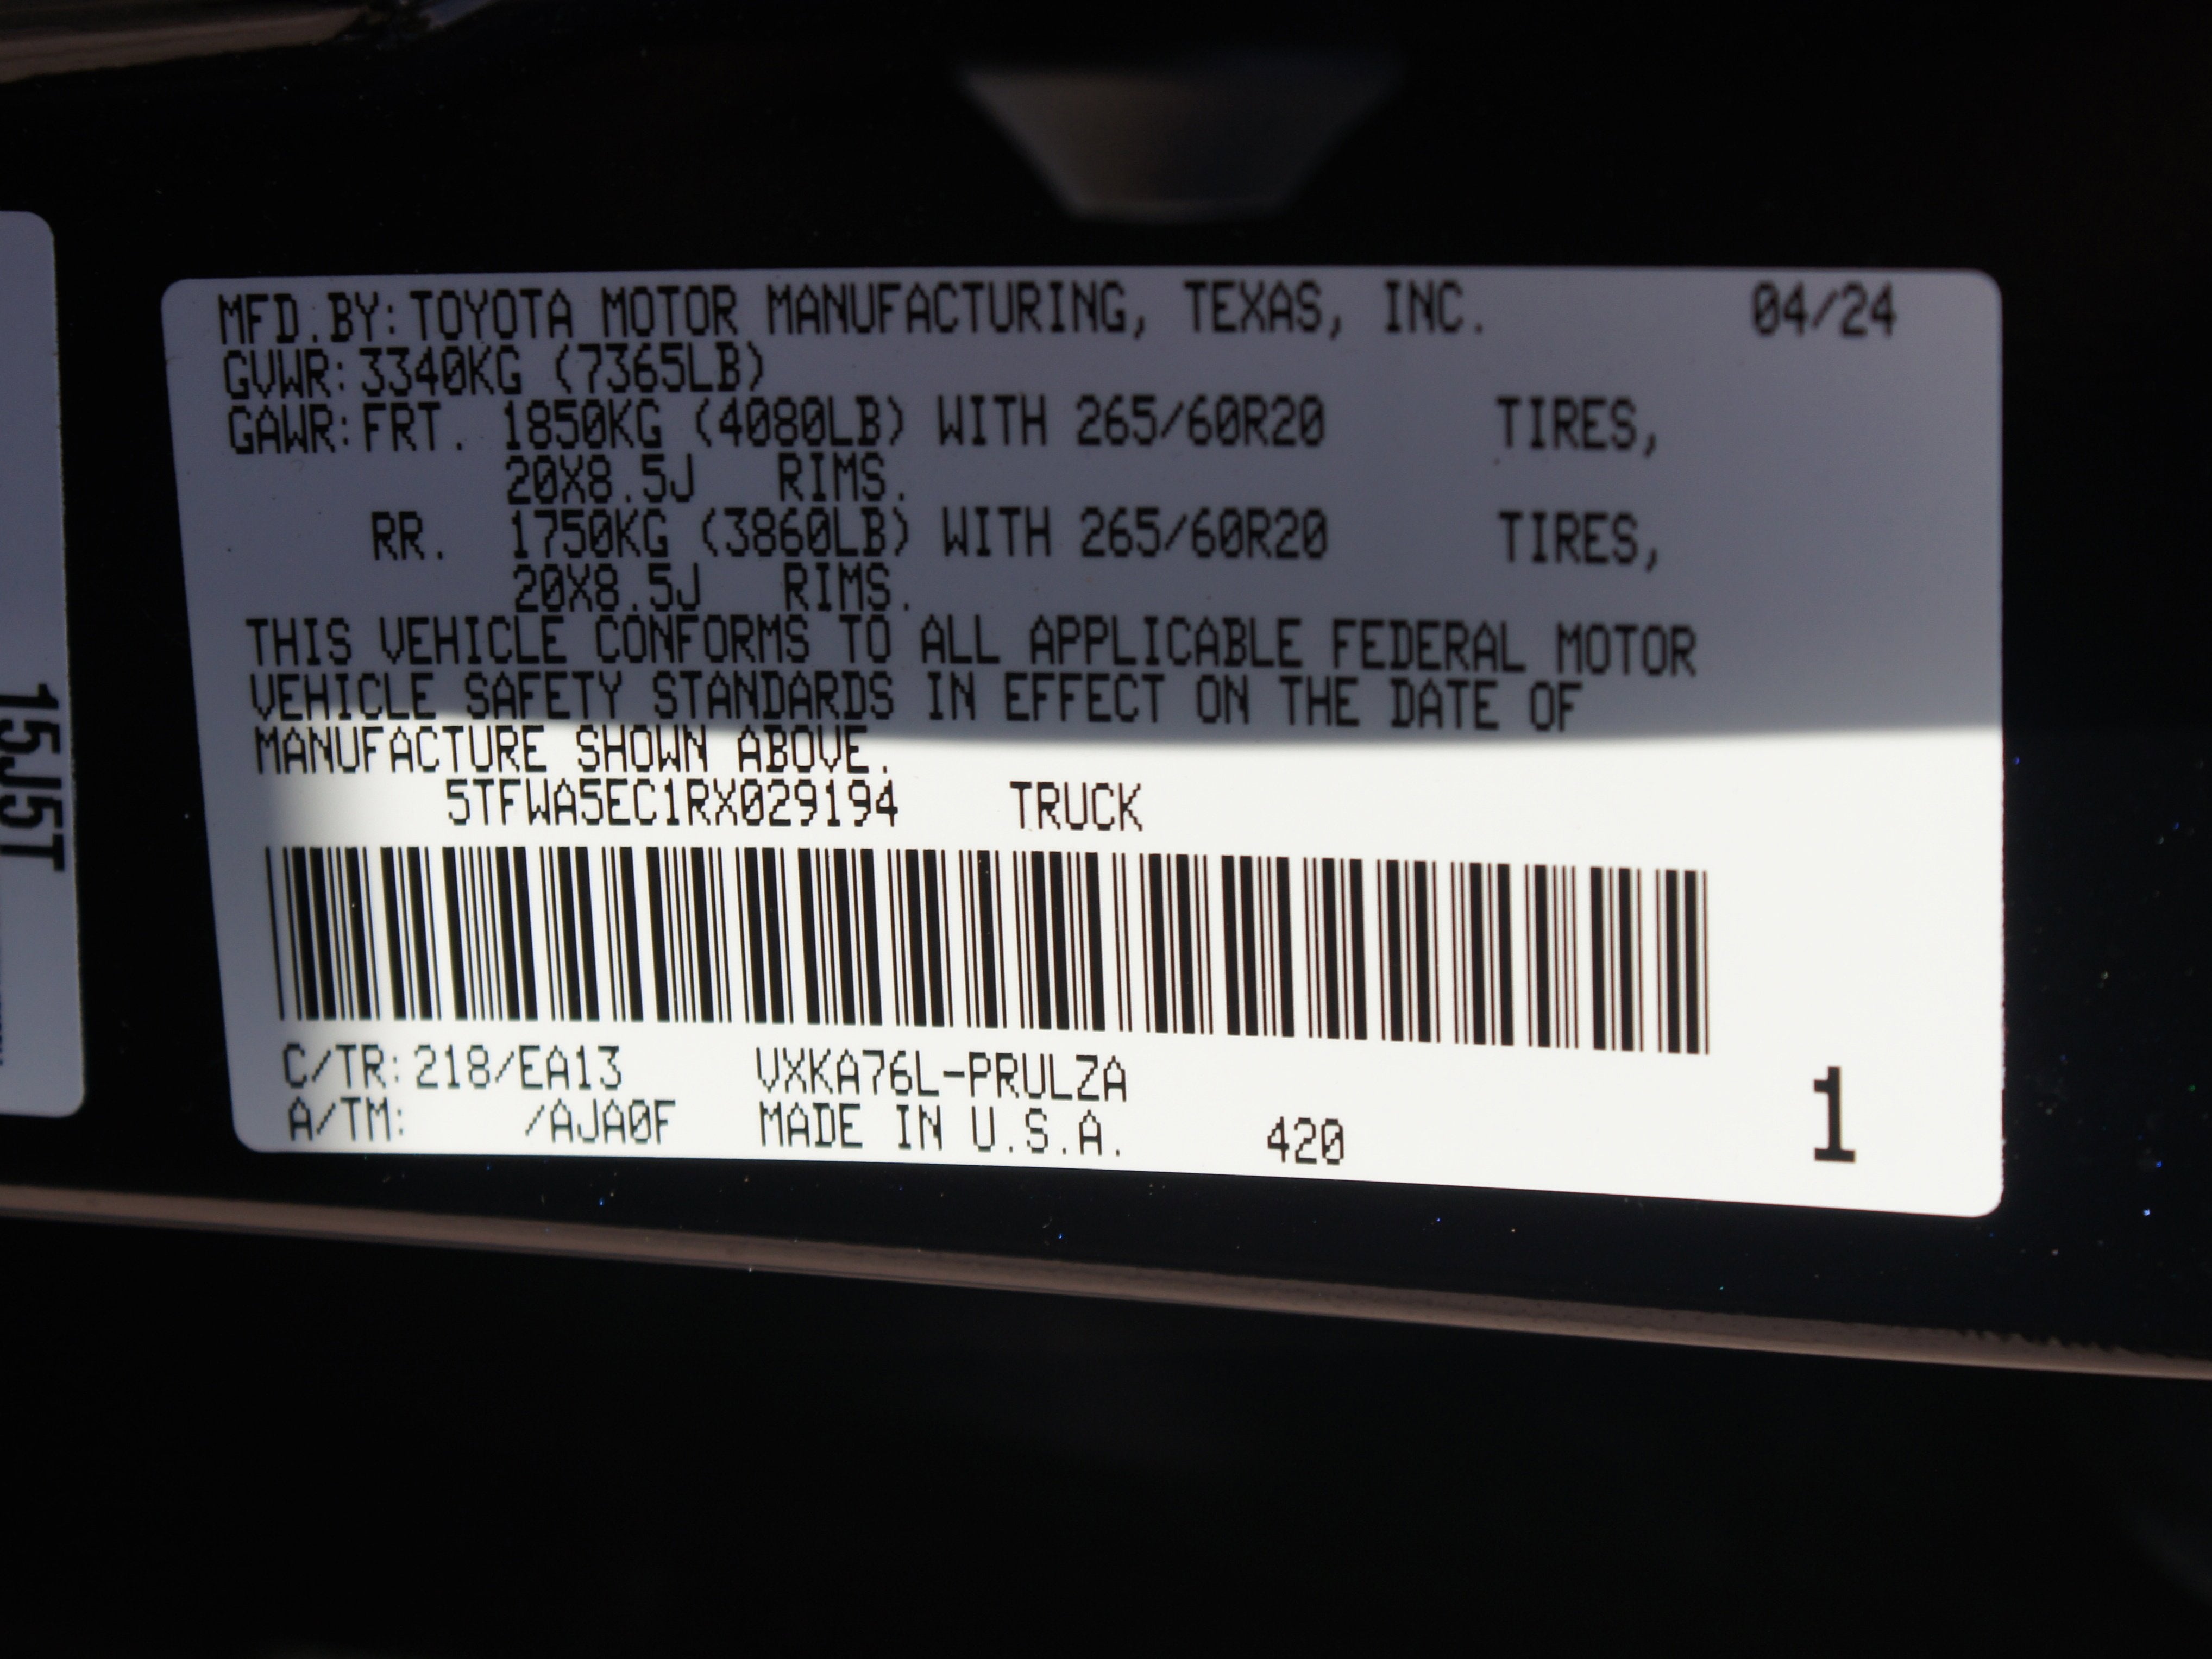 MFD.BY:TOYOTA MOTOR MANUFACTURING, TEXAS, INC. 04/24
GVWR:3340KG (7365LB)
GAWR:FRT. 1850KG (4080LB) WITH 265/60R20 TIRES,
20X8.5J RIMS.
RR. 1750KG (3860LB) WITH 265/60R20 TIRES,
20X8.5J RIMS.
THIS VEHICLE CONFORMS TO ALL APPLICABLE FEDERAL MOTOR
VEHICLE SAFETY STANDARDS IN EFFECT ON THE DATE OF
MANUFACTURE SHOWN ABOVE.
5TFWA5EC1RX029194 TRUCK
C/TR:218/EA13 VXKA76L-PRULZA
A/TM: /AJA0F MADE IN U.S.A. 420 1
15J5T